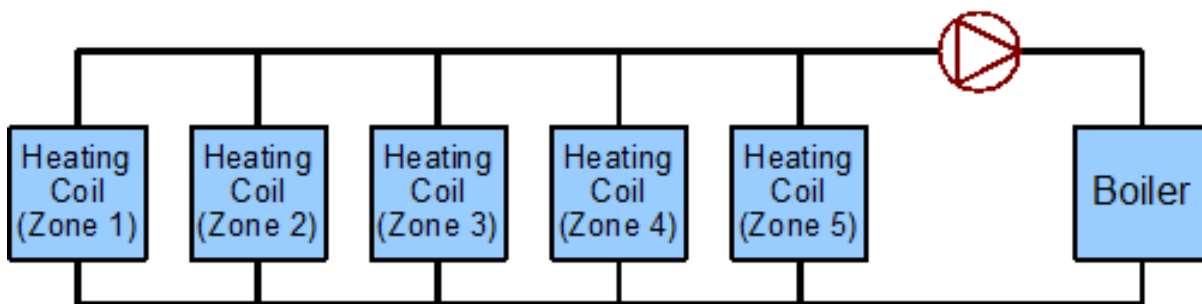 Heating
Coil
(Zone 1)
Heating
Coil
(Zone 2)
Heating
Coil
(Zone 3)
Heating
Coil
(Zone 4)
Heating
Coil
(Zone 5)
Boiler